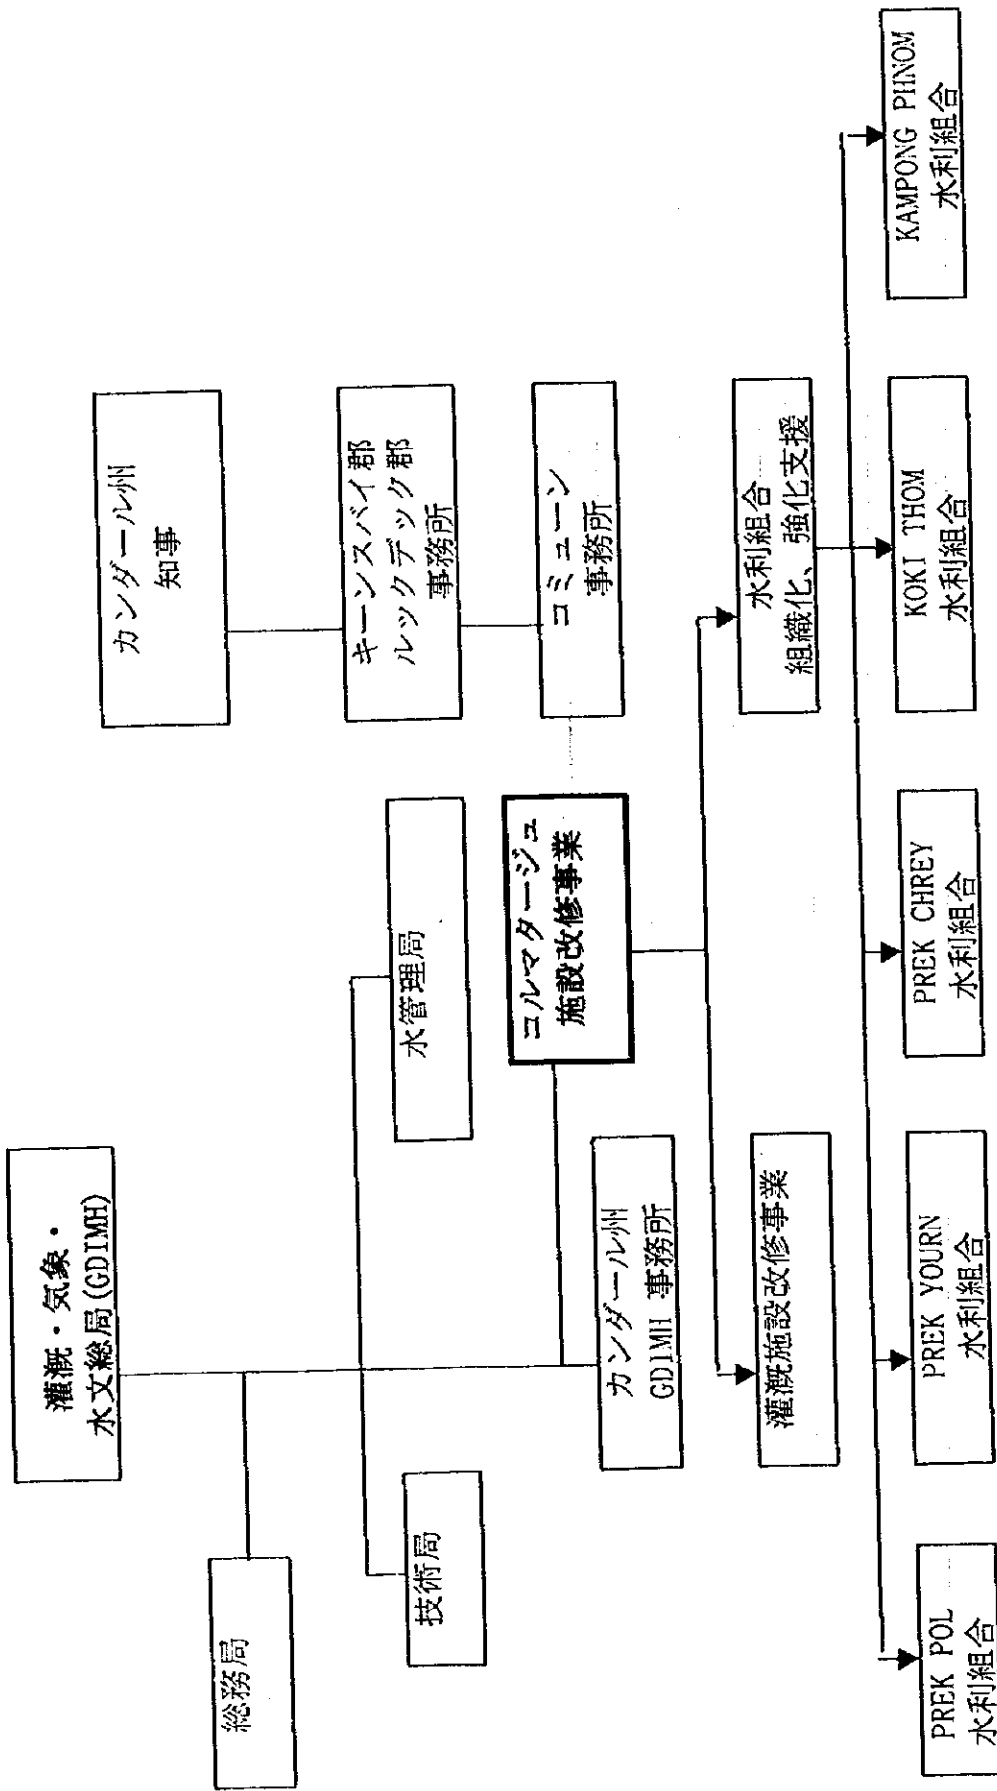 灌漑・気象・
水文総局(GDIMH)
総務局
技術局
水管理局
カンダール州
GDIMH 事務所
コルマタージュ
施設改修事業
カンダール州
知事
キーンスバイ郡
ルックデック郡
事務所
コミューン
事務所
灌漑施設改修事業
水利組合
組織化、強化支援
PREK POL
水利組合
PREK YOURN
水利組合
PREK CHREY
水利組合
KOKI THOM
水利組合
KAMPONG PHNOM
水利組合